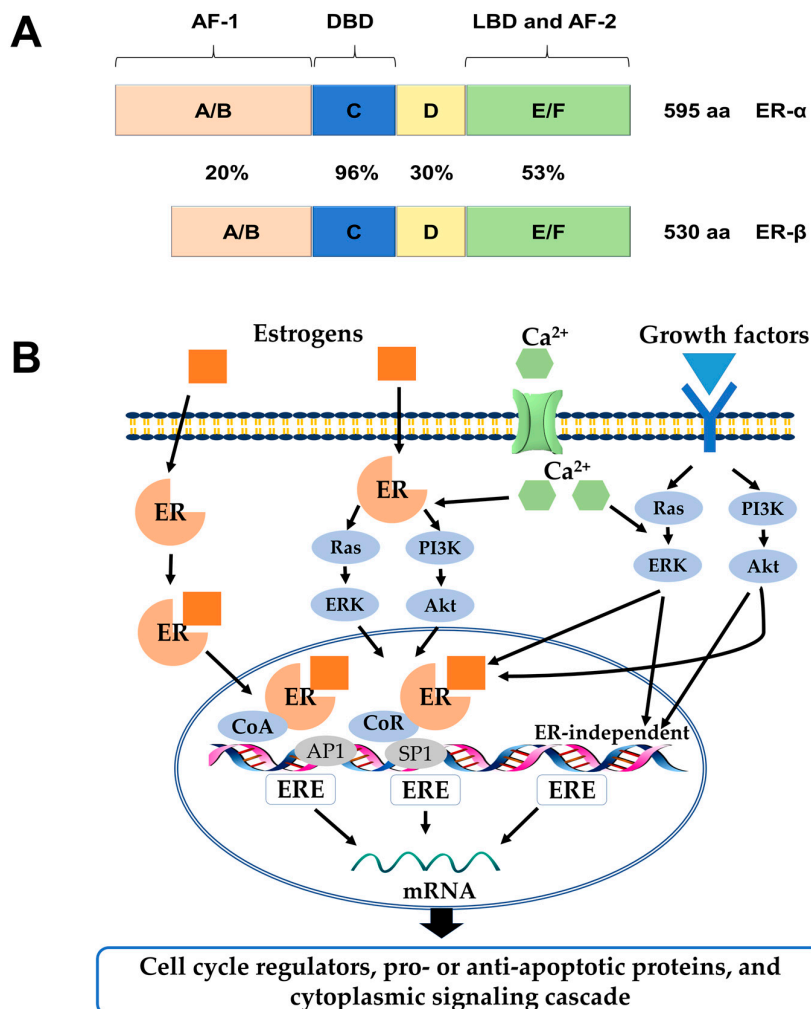 A
AF-1 DBD LBD and AF-2
A/B C D E/F 595 aa ER-α
20% 96% 30% 53%
A/B C D E/F 530 aa ER-β
B
Estrogens Ca²⁺ Growth factors
Ca²⁺
ER ER
Ras PI3K Ras PI3K
ERK Akt ERK Akt
ER
ER ER
CoA CoR ER-independent
AP1 SP1
ERE ERE ERE
mRNA
Cell cycle regulators, pro- or anti-apoptotic proteins, and
cytoplasmic signaling cascade